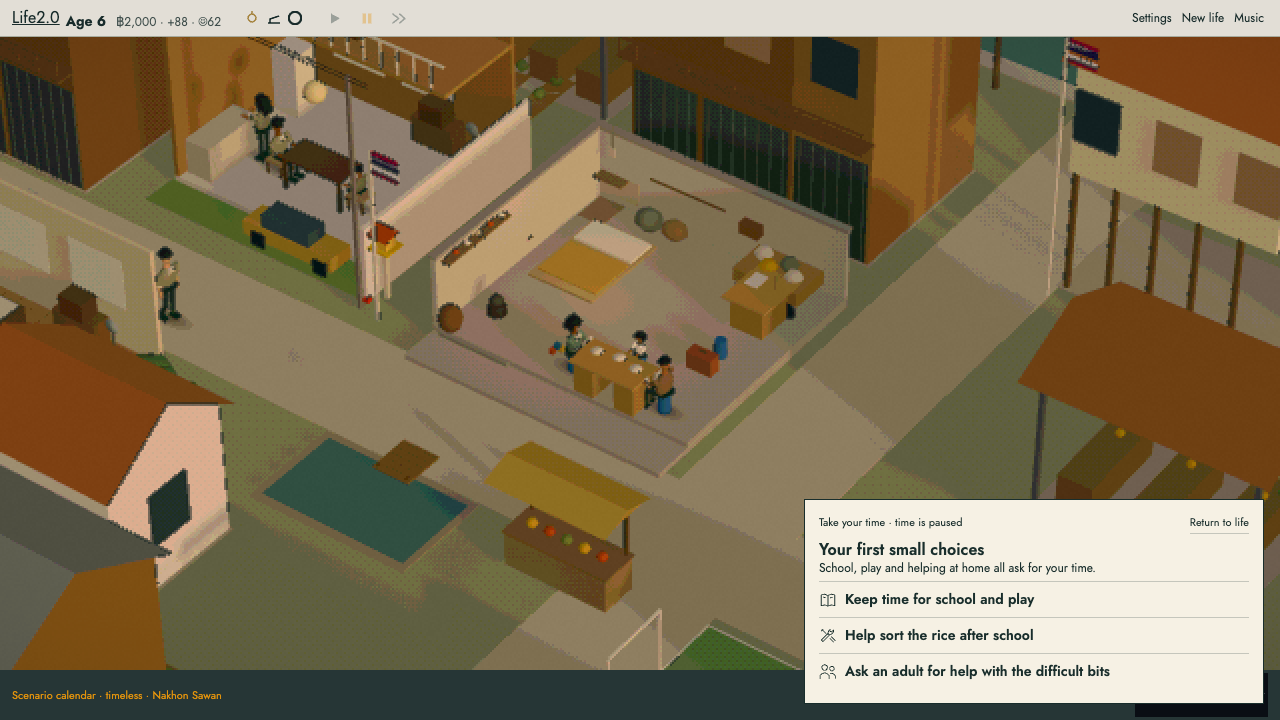 Life2.0 Age 6 ฿2,000 · +88 · ◎62
Settings New life Music
Take your time · time is paused
Return to life
Your first small choices
School, play and helping at home all ask for your time.
Keep time for school and play
Help sort the rice after school
Ask an adult for help with the difficult bits
Scenario calendar · timeless · Nakhon Sawan